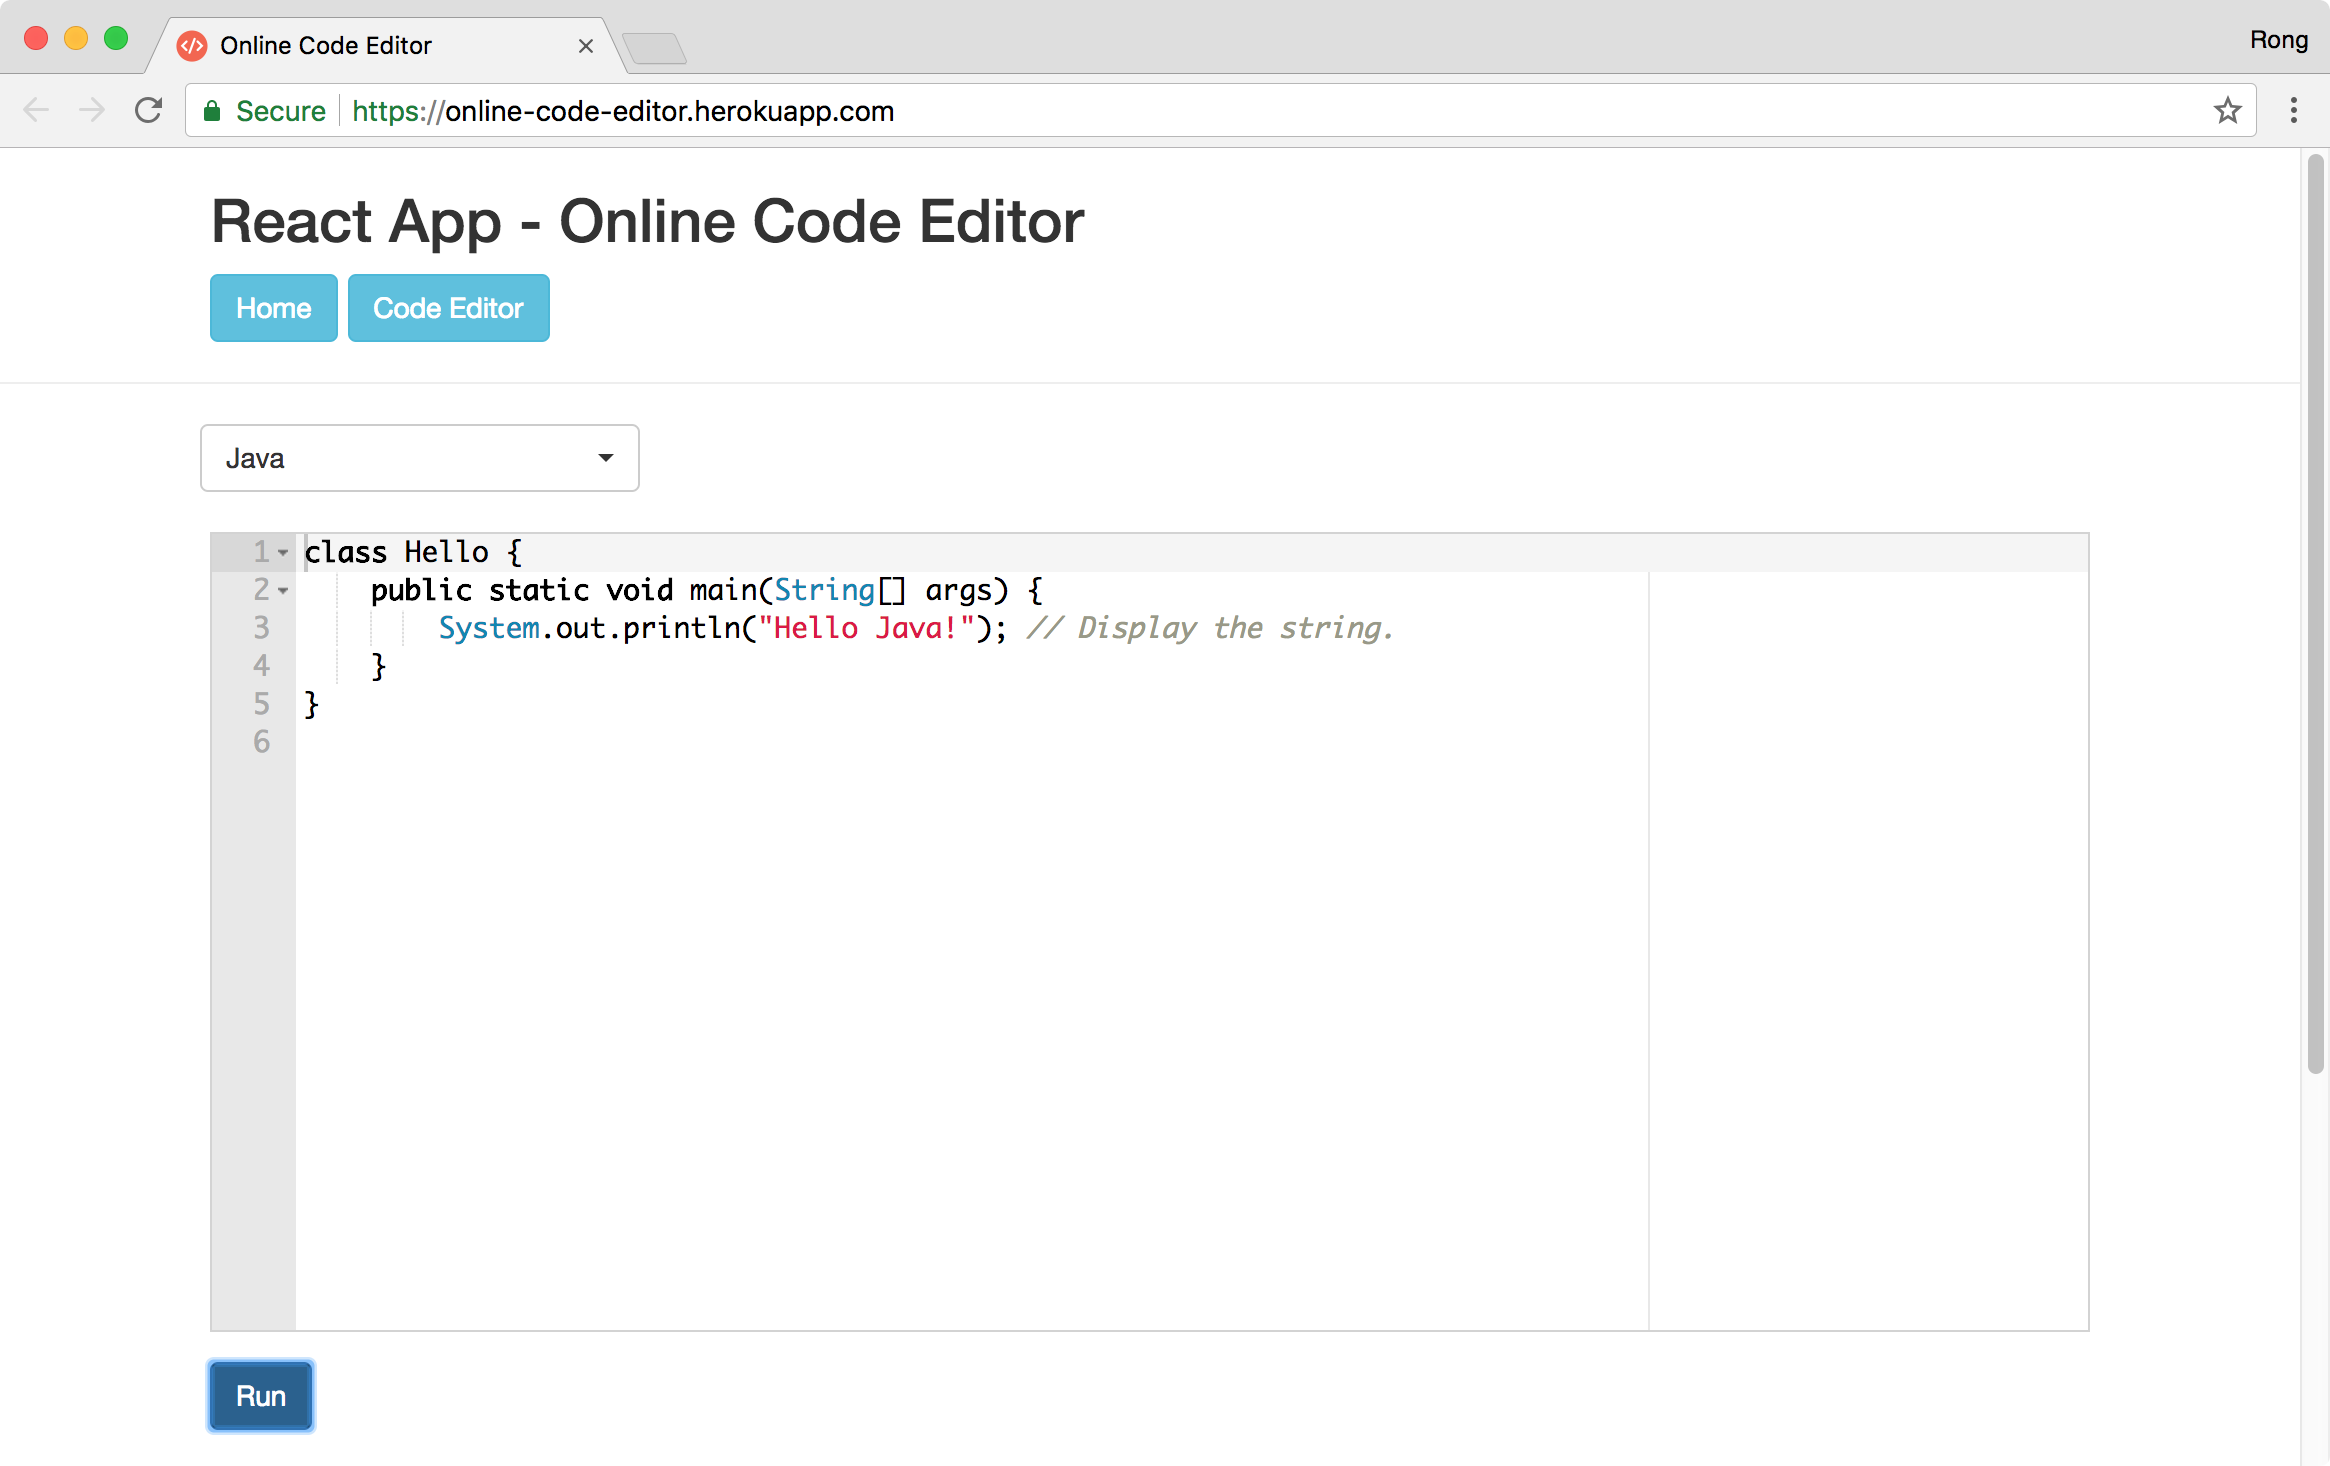 Online Code Editor
Rong
Secure https://online-code-editor.herokuapp.com
React App - Online Code Editor
Home Code Editor
Java
1 class Hello {
2     public static void main(String[] args) {
3         System.out.println("Hello Java!"); // Display the string.
4     }
5 }
6
Run